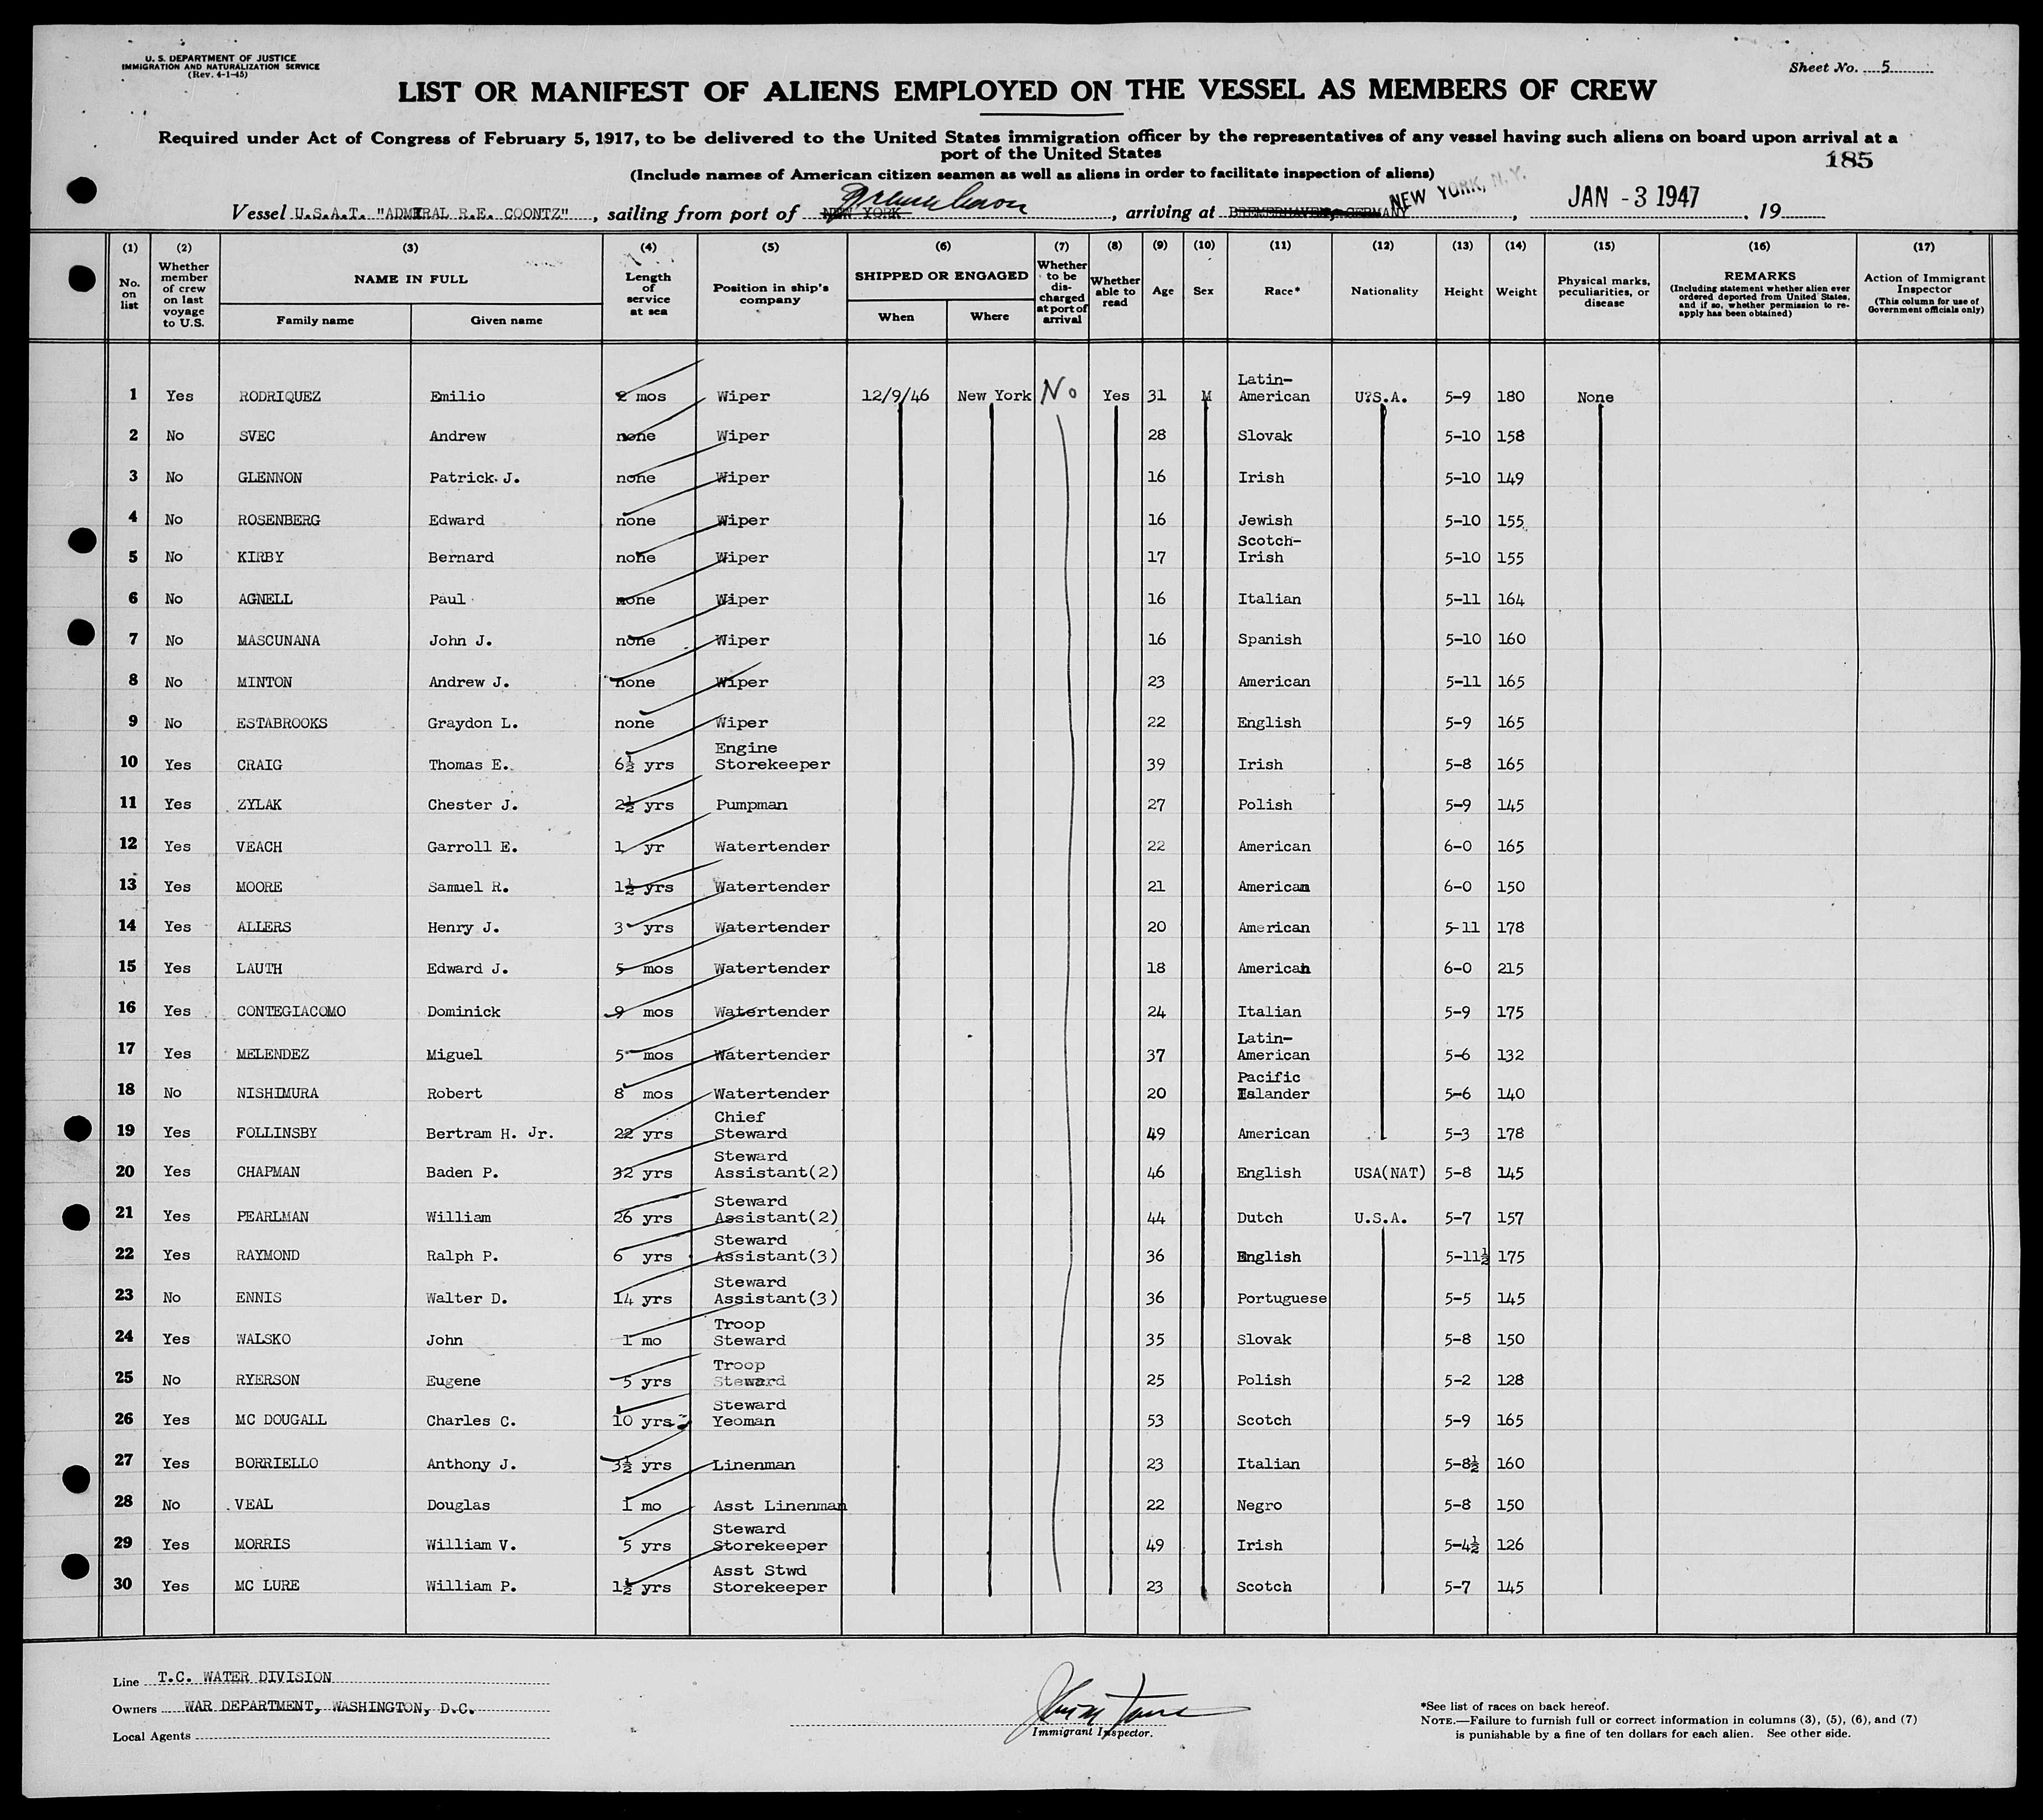 U. S. DEPARTMENT OF JUSTICE
IMMIGRATION AND NATURALIZATION SERVICE
(Rev. 4-1-45)
Sheet No. 5
LIST OR MANIFEST OF ALIENS EMPLOYED ON THE VESSEL AS MEMBERS OF CREW
Required under Act of Congress of February 5, 1917, to be delivered to the United States immigration officer by the representatives of any vessel having such aliens on board upon arrival at a
port of the United States
185
(Include names of American citizen seamen as well as aliens in order to facilitate inspection of aliens)
Vessel U.S.A.T. "ADMIRAL R.E. COONTZ", sailing from port of NEW YORK, arriving at BREMERHAVEN, GERMANY NEW YORK, N.Y., JAN - 3 1947, 19
(1) (2) (3) (4) (5) (6) (7) (8) (9) (10) (11) (12) (13) (14) (15) (16) (17)
No. on list
Whether member of crew on last voyage to U.S.
NAME IN FULL
Family name Given name
Length of service at sea
Position in ship's company
SHIPPED OR ENGAGED
When Where
Whether to be discharged at port of arrival
Whether able to read
Age
Sex
Race*
Nationality
Height
Weight
Physical marks, peculiarities, or disease
REMARKS
(Including statement whether alien ever ordered deported from United States, and if so, whether permission to re-apply has been obtained)
Action of Immigrant Inspector
(This column for use of Government officials only)
1 Yes RODRIQUEZ Emilio 2 mos Wiper 12/9/46 New York No Yes 31 M Latin-American U?S.A. 5-9 180 None
2 No SVEC Andrew none Wiper 28 Slovak 5-10 158
3 No GLENNON Patrick J. none Wiper 16 Irish 5-10 149
4 No ROSENBERG Edward none Wiper 16 Jewish 5-10 155
5 No KIRBY Bernard none Wiper 17 Scotch-Irish 5-10 155
6 No AGNELL Paul none Wiper 16 Italian 5-11 164
7 No MASCUNANA John J. none Wiper 16 Spanish 5-10 160
8 No MINTON Andrew J. none Wiper 23 American 5-11 165
9 No ESTABROOKS Graydon L. none Wiper 22 English 5-9 165
10 Yes CRAIG Thomas E. 6½ yrs Engine Storekeeper 39 Irish 5-8 165
11 Yes ZYLAK Chester J. 2½ yrs Pumpman 27 Polish 5-9 145
12 Yes VEACH Garroll E. 1 yr Watertender 22 American 6-0 165
13 Yes MOORE Samuel R. 1½ yrs Watertender 21 American 6-0 150
14 Yes ALLERS Henry J. 3 yrs Watertender 20 American 5-11 178
15 Yes LAUTH Edward J. 5 mos Watertender 18 American 6-0 215
16 Yes CONTEGIACOMO Dominick 9 mos Watertender 24 Italian 5-9 175
17 Yes MELENDEZ Miguel 5 mos Watertender 37 Latin-American 5-6 132
18 No NISHIMURA Robert 8 mos Watertender 20 Pacific Islander 5-6 140
19 Yes FOLLINSBY Bertram H. Jr. 22 yrs Chief Steward 49 American 5-3 178
20 Yes CHAPMAN Baden P. 32 yrs Steward Assistant(2) 46 English USA(NAT) 5-8 145
21 Yes PEARLMAN William 26 yrs Steward Assistant(2) 44 Dutch U.S.A. 5-7 157
22 Yes RAYMOND Ralph P. 6 yrs Steward Assistant(3) 36 English 5-11½ 175
23 No ENNIS Walter D. 14 yrs Steward Assistant(3) 36 Portuguese 5-5 145
24 Yes WALSKO John 1 mo Troop Steward 35 Slovak 5-8 150
25 No RYERSON Eugene 5 yrs Troop Steward 25 Polish 5-2 128
26 Yes MC DOUGALL Charles C. 10 yrs Steward Yeoman 53 Scotch 5-9 165
27 Yes BORRIELLO Anthony J. 3½ yrs Linenman 23 Italian 5-8½ 160
28 No VEAL Douglas 1 mo Asst Linenman 22 Negro 5-8 150
29 Yes MORRIS William V. 5 yrs Steward Storekeeper 49 Irish 5-4½ 126
30 Yes MC LURE William P. 1½ yrs Asst Stwd Storekeeper 23 Scotch 5-7 145
Line T.C. WATER DIVISION
Owners WAR DEPARTMENT, WASHINGTON, D.C.
Local Agents
Immigrant Inspector.
*See list of races on back hereof.
NOTE.—Failure to furnish full or correct information in columns (3), (5), (6), and (7)
is punishable by a fine of ten dollars for each alien. See other side.